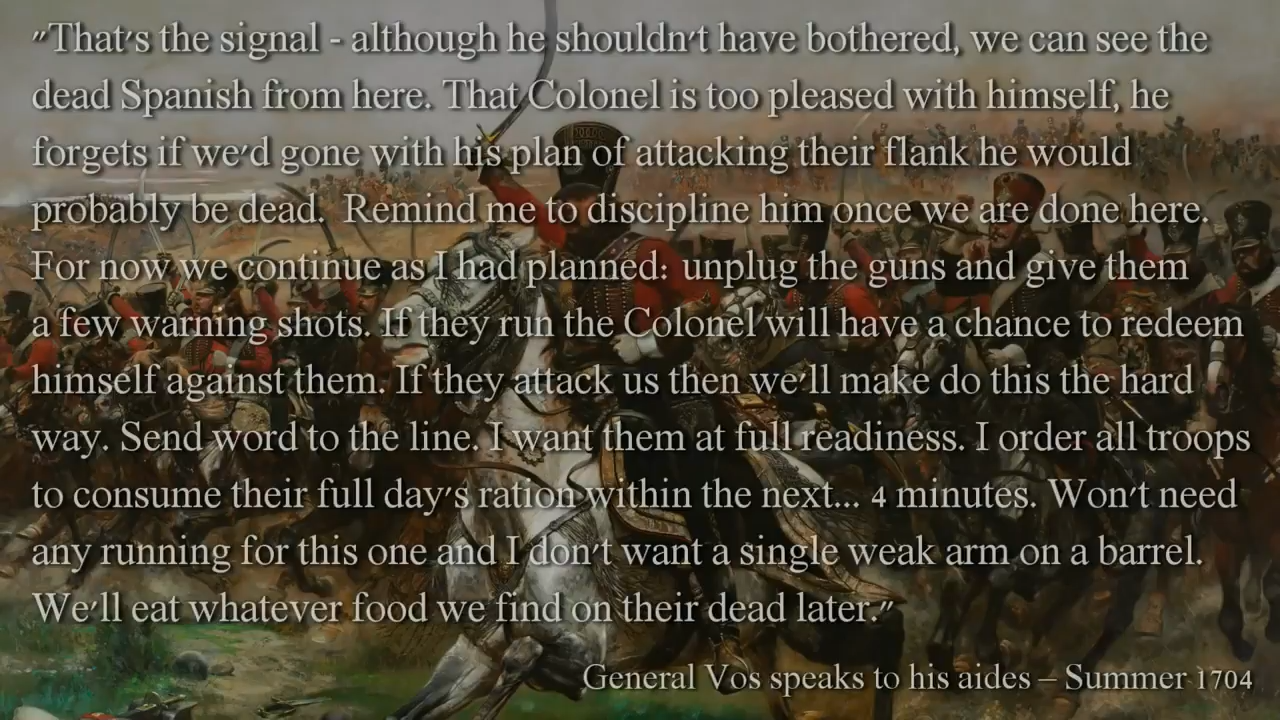 "That's the signal - although he shouldn't have bothered, we can see the
dead Spanish from here. That Colonel is too pleased with himself, he
forgets if we'd gone with his plan of attacking their flank he would
probably be dead.  Remind me to discipline him once we are done here.
For now we continue as I had planned: unplug the guns and give them
a few warning shots. If they run the Colonel will have a chance to redeem
himself against them. If they attack us then we'll make do this the hard
way. Send word to the line. I want them at full readiness. I order all troops
to consume their full day's ration within the next... 4 minutes. Won't need
any running for this one and I don't want a single weak arm on a barrel.
We'll eat whatever food we find on their dead later."
General Vos speaks to his aides – Summer 1704